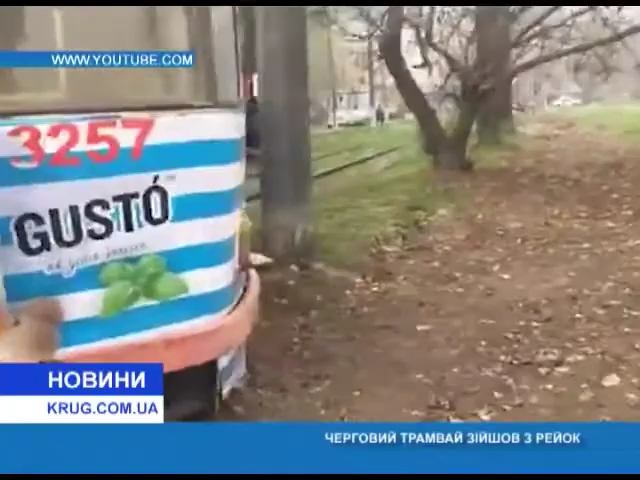 WWW.YOUTUBE.COM
3257
GUSTÓ
НОВИНИ
KRUG.COM.UA
ЧЕРГОВИЙ ТРАМВАЙ ЗІЙШОВ З РЕЙОК